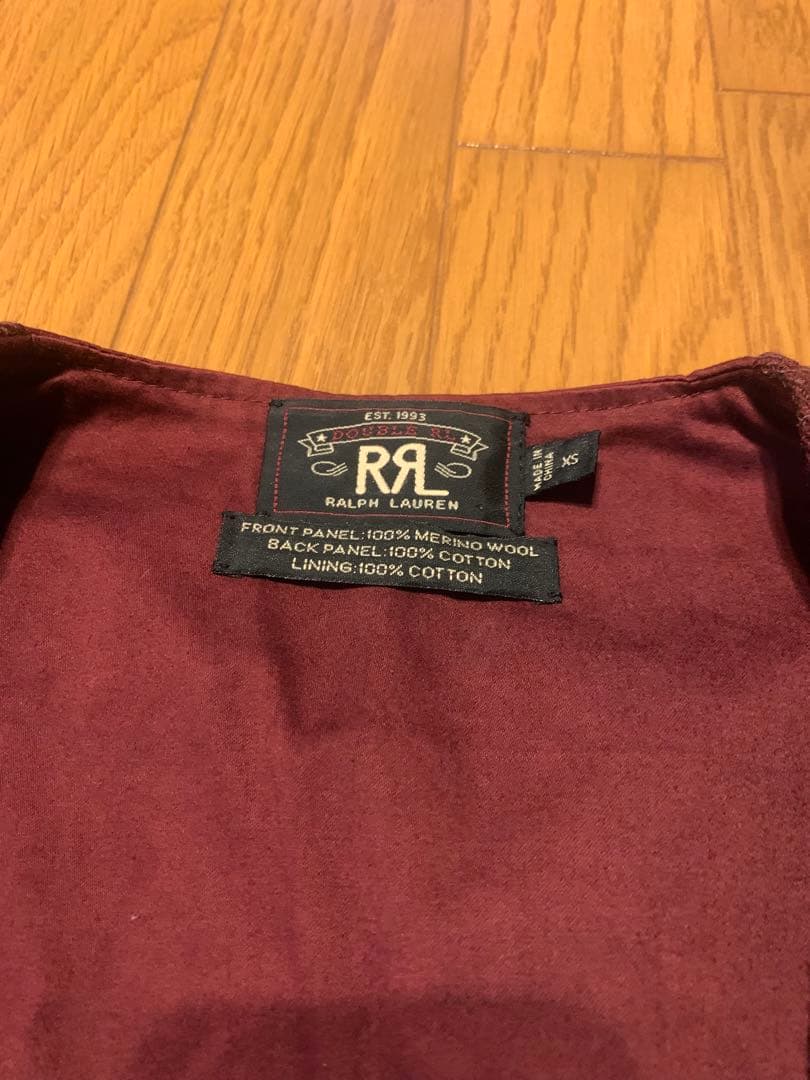 EST. 1993
DOUBLE RL
RRL
RALPH LAUREN
MADE IN
CHINA
XS
FRONT PANEL:100% MERINO WOOL
BACK PANEL:100% COTTON
LINING:100% COTTON